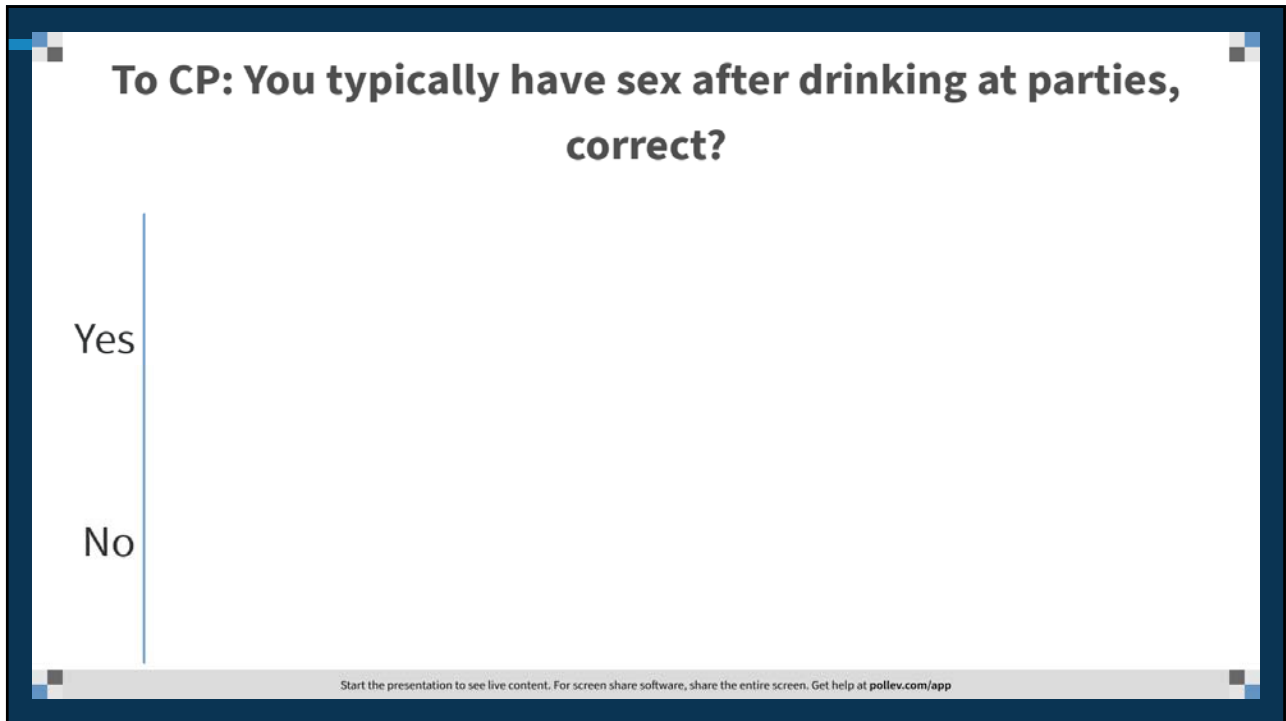 To CP: You typically have sex after drinking at parties,
correct?
Yes
No
Start the presentation to see live content. For screen share software, share the entire screen. Get help at pollev.com/app